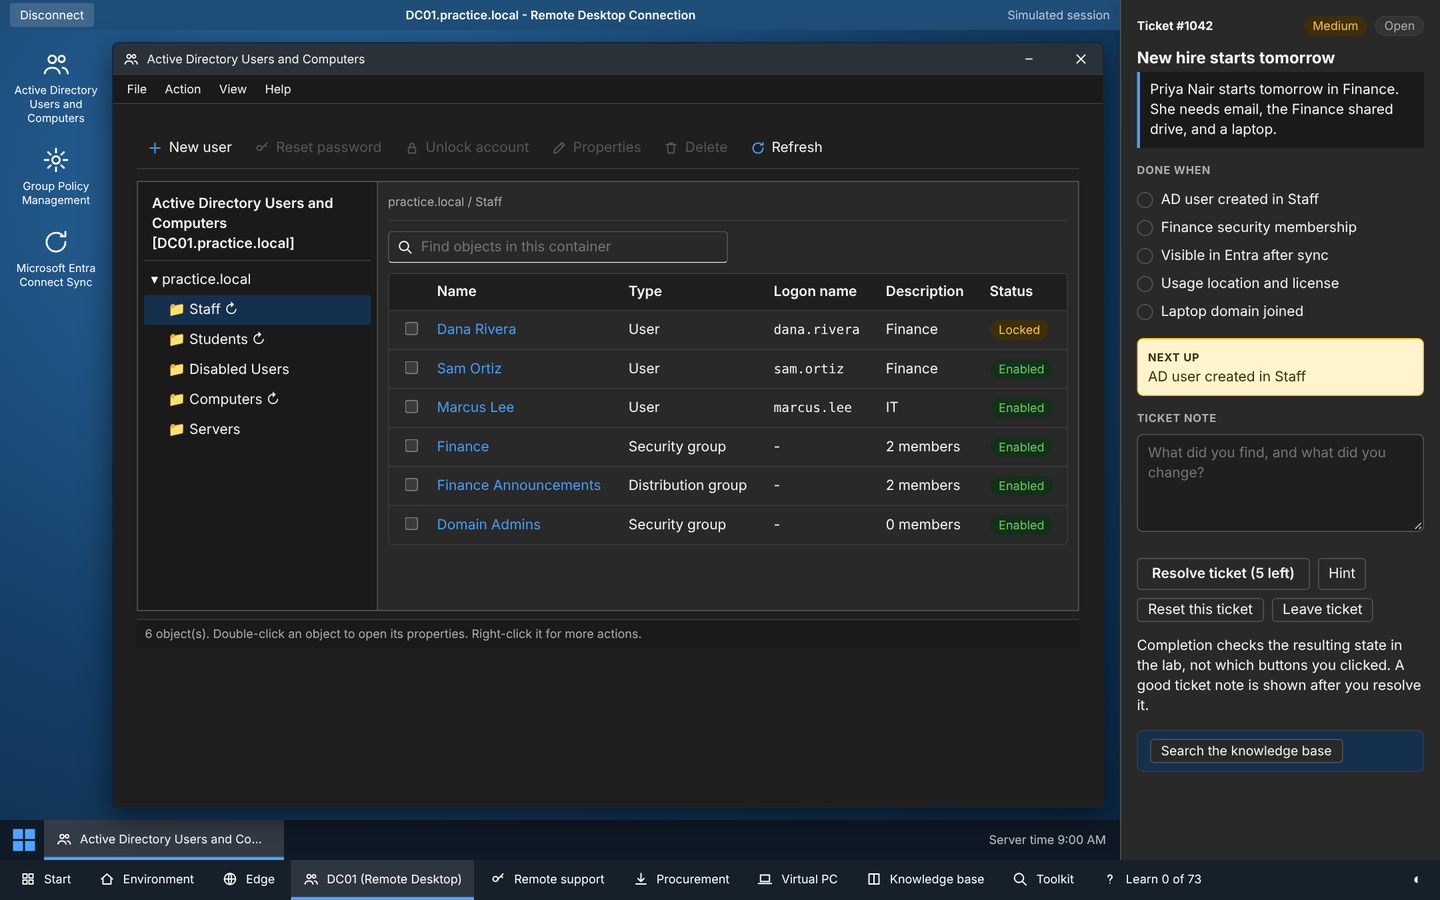 Disconnect
DC01.practice.local - Remote Desktop Connection
Simulated session
Active Directory
Users and
Computers
Group Policy
Management
Microsoft Entra
Connect Sync
Active Directory Users and Computers
File Action View Help
New user Reset password Unlock account Properties Delete Refresh
Active Directory Users and
Computers
[DC01.practice.local]
practice.local
Staff
Students
Disabled Users
Computers
Servers
practice.local / Staff
Find objects in this container
Name Type Logon name Description Status
Dana Rivera User dana.rivera Finance Locked
Sam Ortiz User sam.ortiz Finance Enabled
Marcus Lee User marcus.lee IT Enabled
Finance Security group - 2 members Enabled
Finance Announcements Distribution group - 2 members Enabled
Domain Admins Security group - 0 members Enabled
6 object(s). Double-click an object to open its properties. Right-click it for more actions.
Active Directory Users and Co...
Server time 9:00 AM
Ticket #1042 Medium Open
New hire starts tomorrow
Priya Nair starts tomorrow in Finance.
She needs email, the Finance shared
drive, and a laptop.
DONE WHEN
AD user created in Staff
Finance security membership
Visible in Entra after sync
Usage location and license
Laptop domain joined
NEXT UP
AD user created in Staff
TICKET NOTE
What did you find, and what did you
change?
Resolve ticket (5 left) Hint
Reset this ticket Leave ticket
Completion checks the resulting state in
the lab, not which buttons you clicked. A
good ticket note is shown after you resolve
it.
Search the knowledge base
Start Environment Edge DC01 (Remote Desktop) Remote support Procurement Virtual PC Knowledge base Toolkit ? Learn 0 of 73